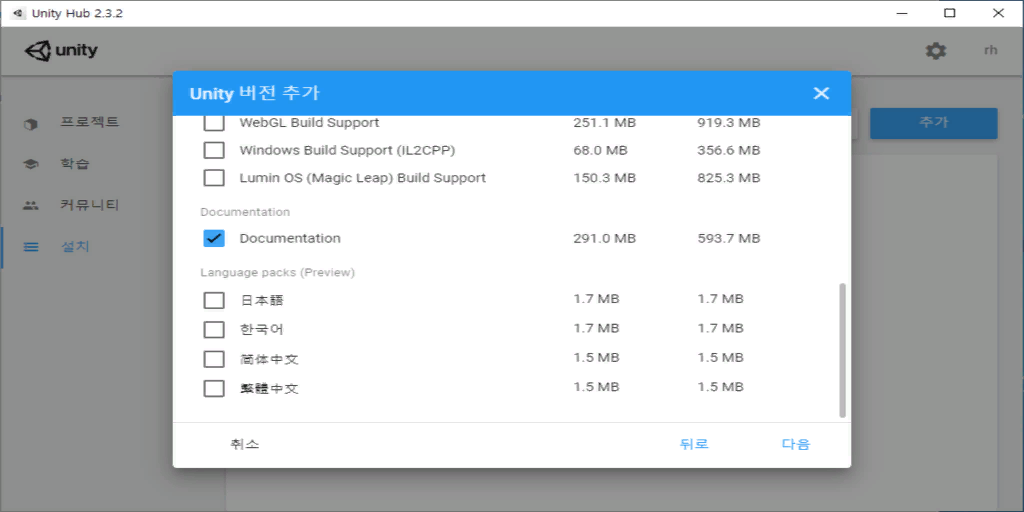 Unity Hub 2.3.2
unity
rh
Unity 버전 추가
프로젝트
학습
커뮤니티
설치
추가
WebGL Build Support 251.1 MB 919.3 MB
Windows Build Support (IL2CPP) 68.0 MB 356.6 MB
Lumin OS (Magic Leap) Build Support 150.3 MB 825.3 MB
Documentation
Documentation 291.0 MB 593.7 MB
Language packs (Preview)
日本語 1.7 MB 1.7 MB
한국어 1.7 MB 1.7 MB
简体中文 1.5 MB 1.5 MB
繁體中文 1.5 MB 1.5 MB
취소 뒤로 다음